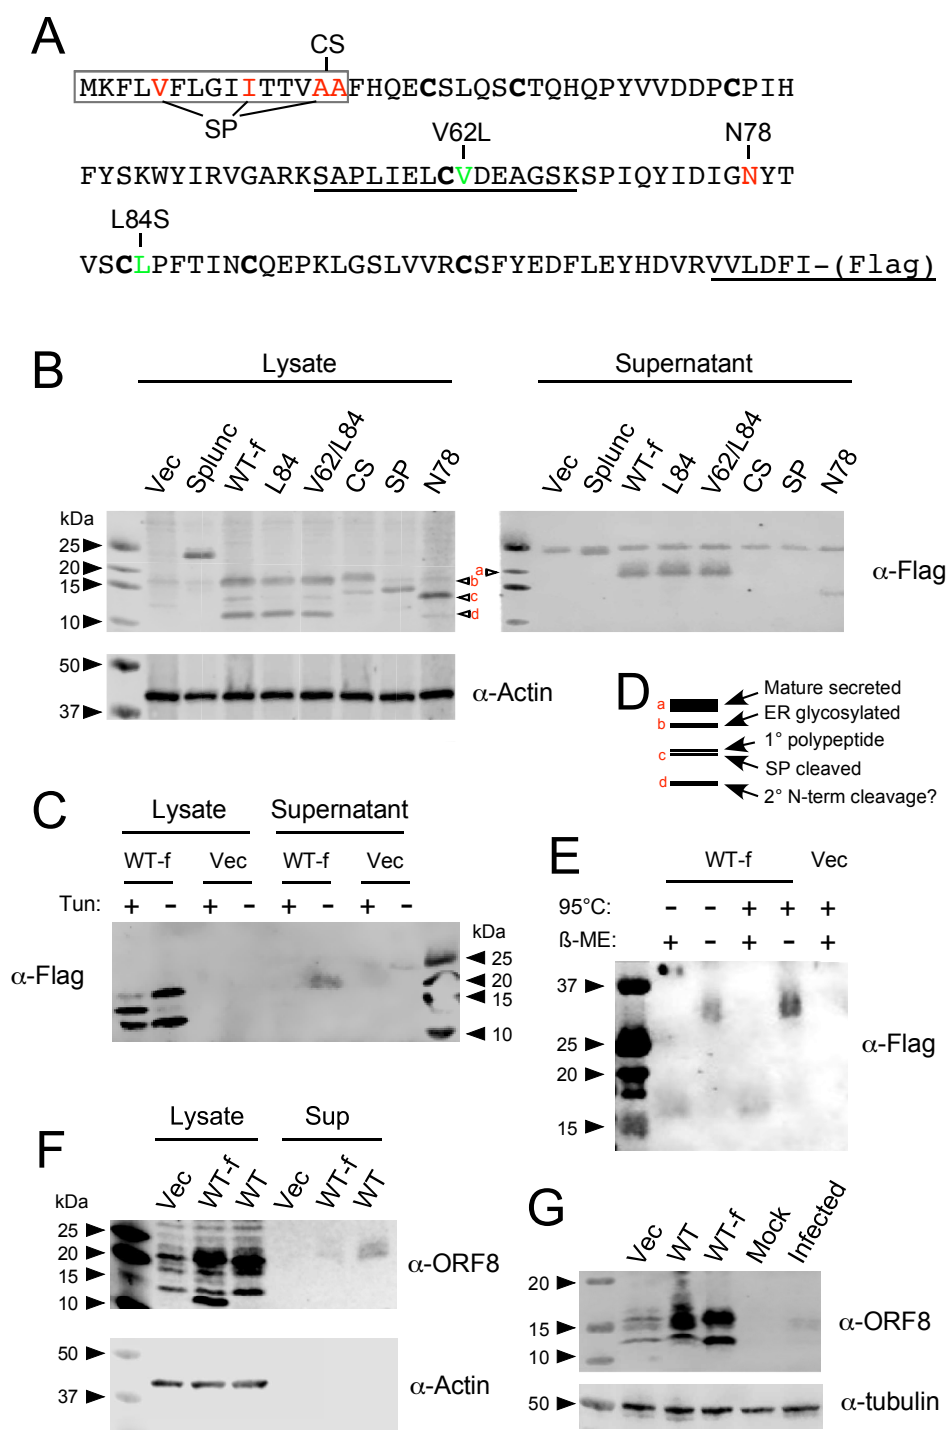 A
CS
MKFLVFLGIITTVAAFHQECSLQSCTQHQPYVVDDPCPIH
SP
V62L
N78
FYSKWYIRVGARKSAPLIELCVDEAGSKSPIQYIDIGNYT
L84S
VSCLPFTINCQEPKLGSLVVRCSFYEDFLEYHDVRVVLDFI-(Flag)
B
Lysate
Supernatant
Vec Splunc WT-f L84 V62/L84 CS SP N78
Vec Splunc WT-f L84 V62/L84 CS SP N78
kDa
25
20
15
10
a
b
c
d
α-Flag
50
37
α-Actin
D
a
b
c
d
Mature secreted
ER glycosylated
1° polypeptide
SP cleaved
2° N-term cleavage?
C
Lysate
Supernatant
WT-f Vec WT-f Vec
Tun: + - + - + - + -
kDa
α-Flag
25
20
15
10
E
WT-f Vec
95°C: - - + + +
ß-ME: + - + - +
37
25
20
15
α-Flag
F
Lysate
Sup
Vec WT-f WT Vec WT-f WT
kDa
25
20
15
10
α-ORF8
50
37
α-Actin
G
Vec WT WT-f Mock Infected
20
15
10
α-ORF8
50
α-tubulin